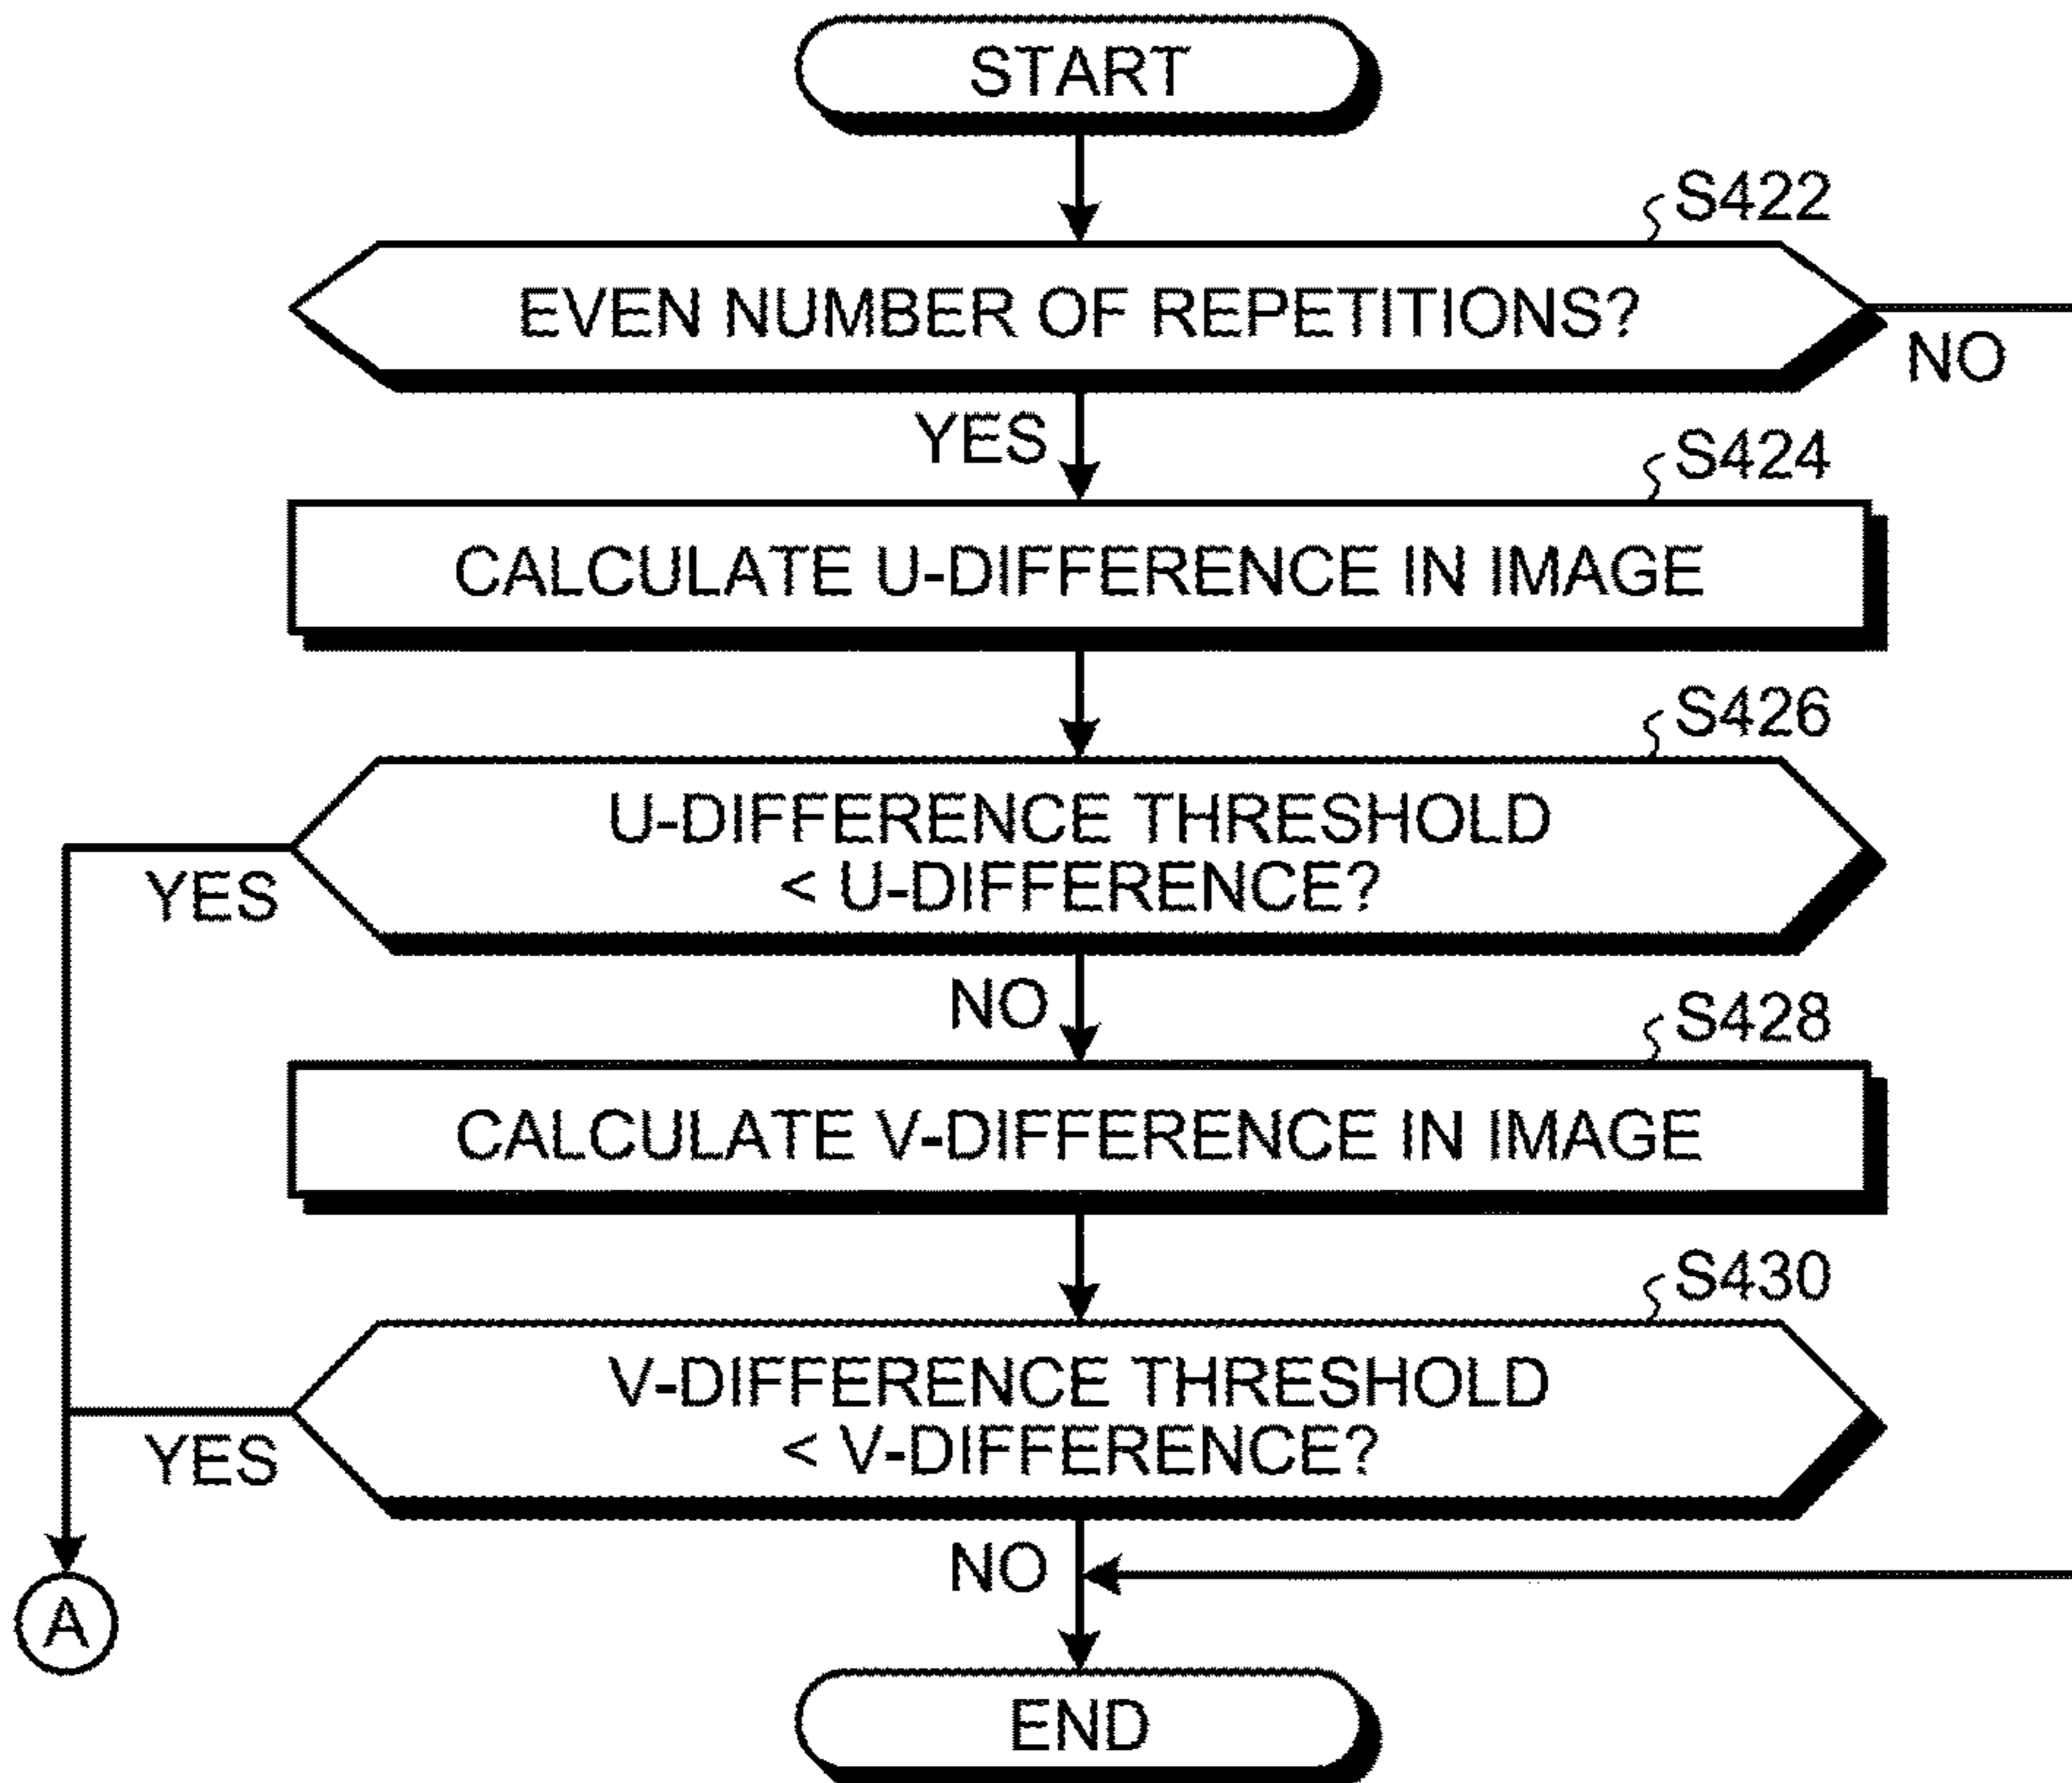 START
S422
EVEN NUMBER OF REPETITIONS?
NO
YES
S424
CALCULATE U-DIFFERENCE IN IMAGE
S426
U-DIFFERENCE THRESHOLD
< U-DIFFERENCE?
YES
NO
S428
CALCULATE V-DIFFERENCE IN IMAGE
S430
V-DIFFERENCE THRESHOLD
< V-DIFFERENCE?
YES
NO
A
END